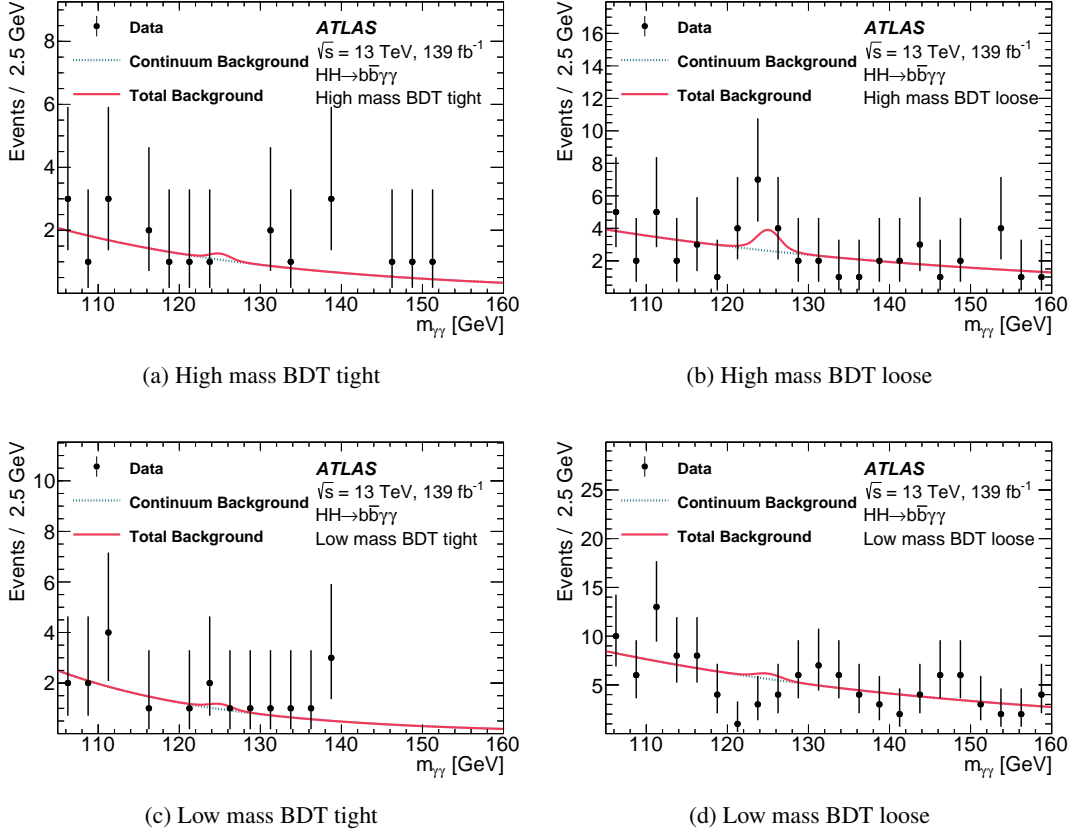 Events / 2.5 GeV
8
6
4
2
Data
Continuum Background
Total Background
ATLAS
√s = 13 TeV, 139 fb⁻¹
HH→bb̅γγ
High mass BDT tight
110 120 130 140 150 160
mγγ [GeV]
(a) High mass BDT tight
Events / 2.5 GeV
16
14
12
10
8
6
4
2
Data
Continuum Background
Total Background
ATLAS
√s = 13 TeV, 139 fb⁻¹
HH→bb̅γγ
High mass BDT loose
110 120 130 140 150 160
mγγ [GeV]
(b) High mass BDT loose
Events / 2.5 GeV
10
8
6
4
2
Data
Continuum Background
Total Background
ATLAS
√s = 13 TeV, 139 fb⁻¹
HH→bb̅γγ
Low mass BDT tight
110 120 130 140 150 160
mγγ [GeV]
(c) Low mass BDT tight
Events / 2.5 GeV
25
20
15
10
5
Data
Continuum Background
Total Background
ATLAS
√s = 13 TeV, 139 fb⁻¹
HH→bb̅γγ
Low mass BDT loose
110 120 130 140 150 160
mγγ [GeV]
(d) Low mass BDT loose